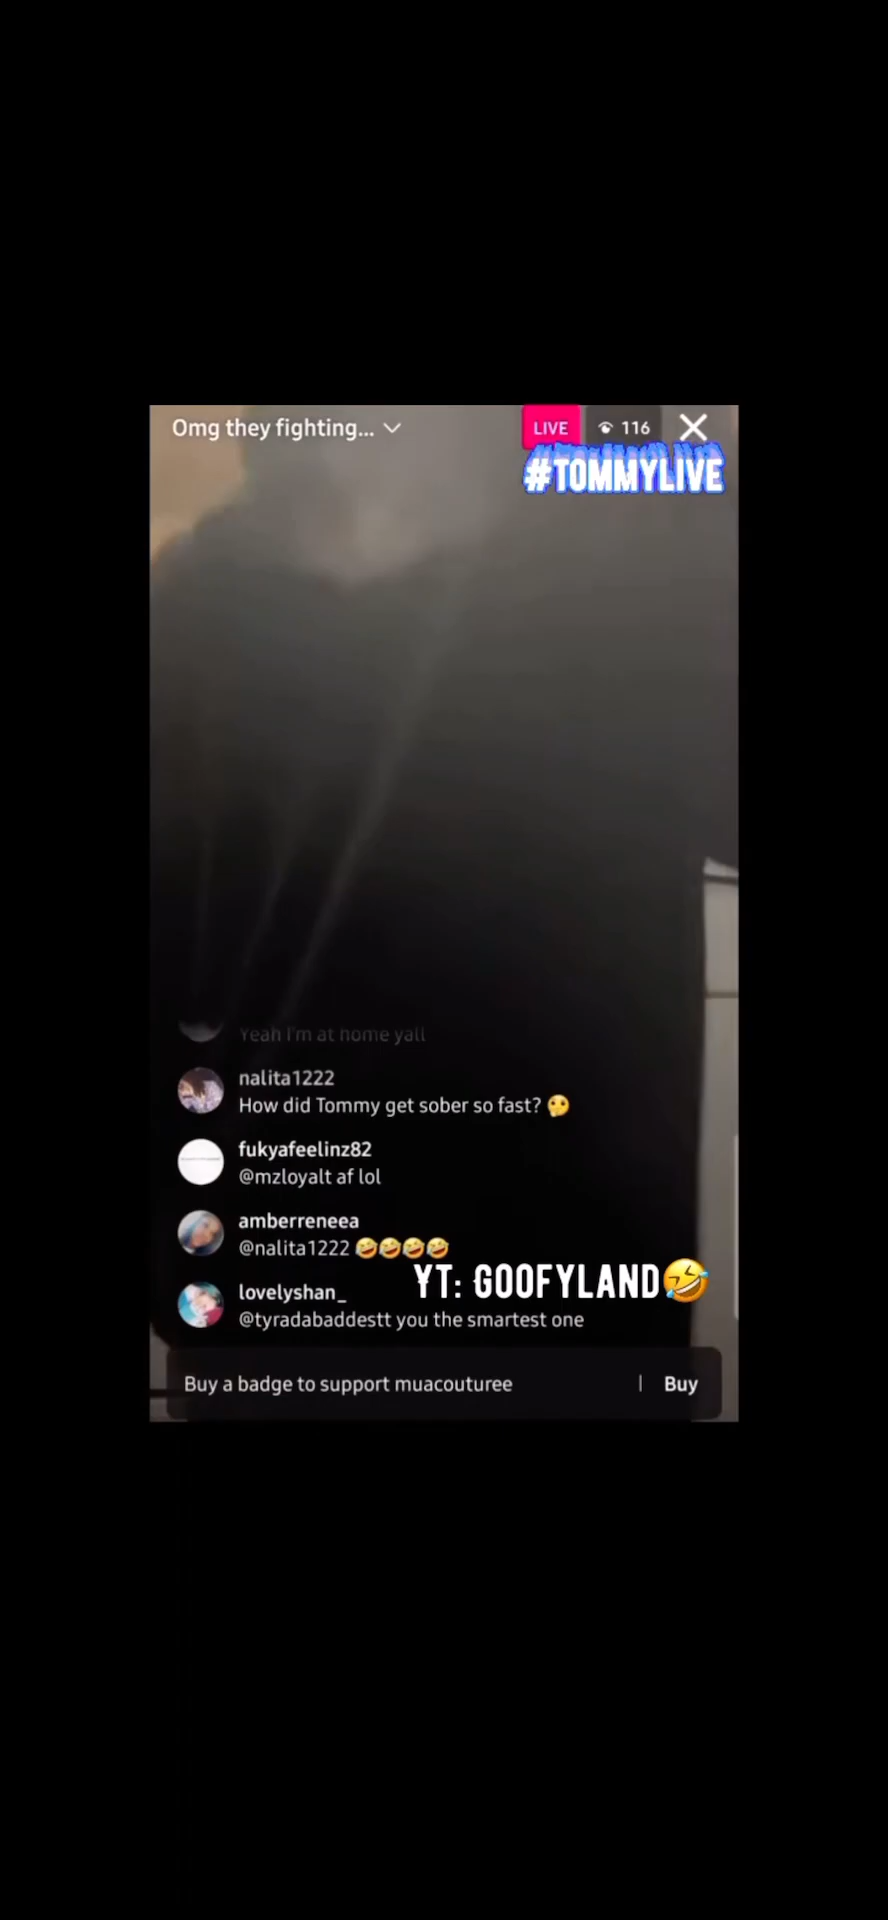 Omg they fighting...
LIVE
116
#TOMMYLIVE
Yeah I'm at home yall
nalita1222
How did Tommy get sober so fast? 🤔
fukyafeelinz82
@mzloyalt af lol
amberreneea
@nalita1222 🤣🤣🤣🤣
YT: GOOFYLAND🤣
lovelyshan_
@tyradabaddestt you the smartest one
Buy a badge to support muacouturee | Buy